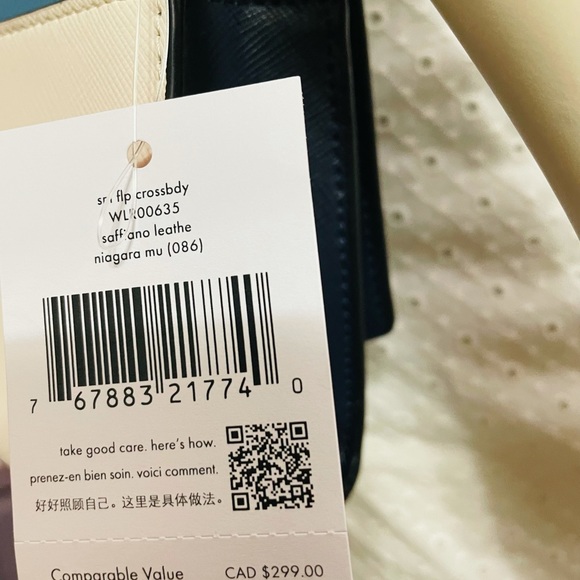 sm flp crossbdy
WLR00635
saffiano leathe
niagara mu (086)
7 67883 21774 0
take good care. here's how.
prenez-en bien soin. voici comment.
好好照顾自己。这里是具体做法。
Comparable Value CAD $299.00